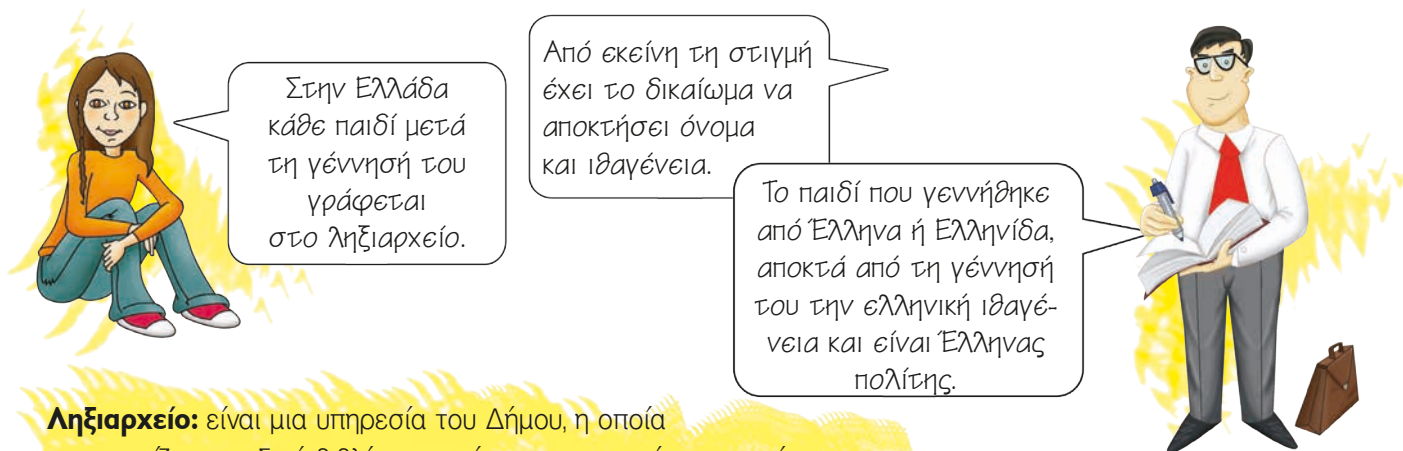 Στην Ελλάδα
κάθε παιδί μετά
τη γέννησή του
γράφεται
στο ληξιαρχείο.
Από εκείνη τη στιγμή
έχει το δικαίωμα να
αποκτήσει όνομα
και ιθαγένεια.
Το παιδί που γεννήθηκε
από Έλληνα ή Ελληνίδα,
αποκτά από τη γέννησή
του την ελληνική ιθαγέ-
νεια και είναι Έλληνας
πολίτης.
Ληξιαρχείο: είναι μια υπηρεσία του Δήμου, η οποία